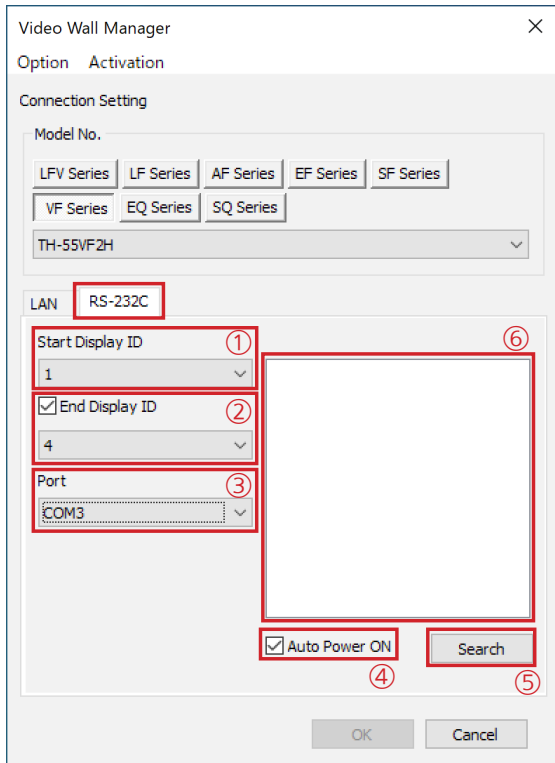 Video Wall Manager
Option Activation
Connection Setting
Model No.
LFV Series LF Series AF Series EF Series SF Series
VF Series EQ Series SQ Series
TH-55VF2H
LAN RS-232C
Start Display ID ①
1
⑥
End Display ID ②
4
Port ③
COM3
Auto Power ON Search
④ ⑤
OK Cancel